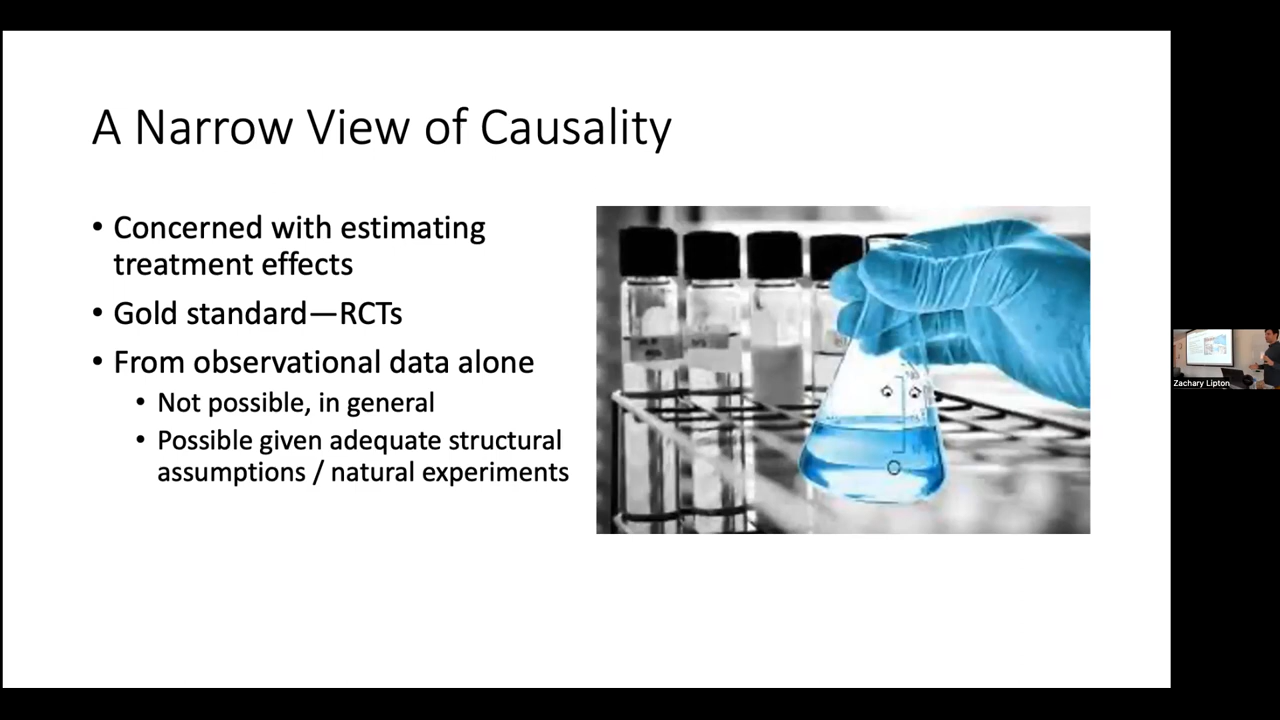 A Narrow View of Causality
• Concerned with estimating
treatment effects
• Gold standard—RCTs
• From observational data alone
• Not possible, in general
• Possible given adequate structural
assumptions / natural experiments
Zachary Lipton